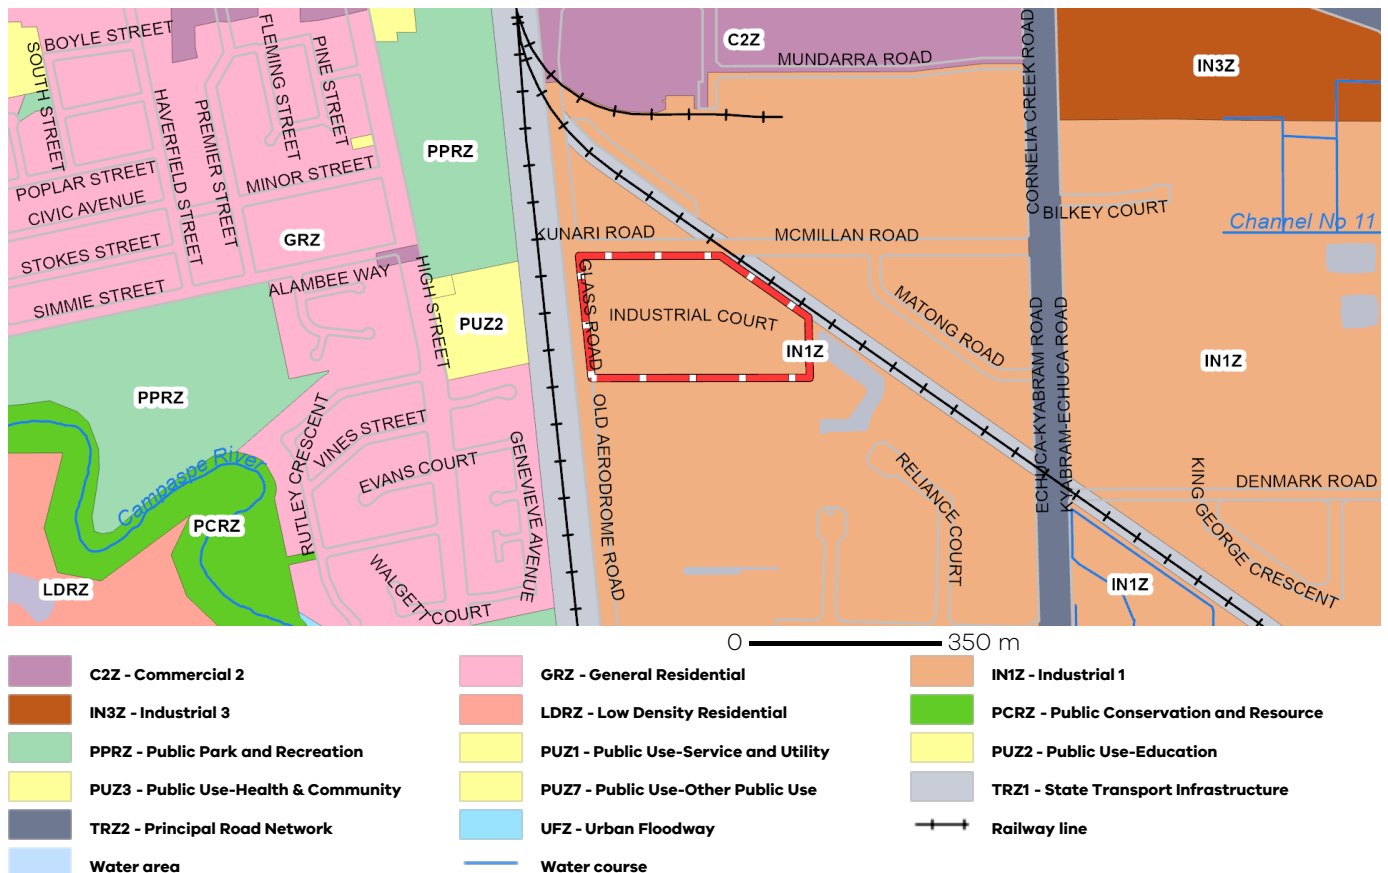 BOYLE STREET
SOUTH STREET
FLEMING STREET
PINE STREET
HAVERFIELD STREET
PREMIER STREET
MINOR STREET
POPLAR STREET
CIVIC AVENUE
STOKES STREET
SIMMIE STREET
GRZ
ALAMBEE WAY
HIGH STREET
PPRZ
PUZ2
C2Z
MUNDARRA ROAD
CORNELIA CREEK ROAD
IN3Z
BILKEY COURT
Channel No 11
KUNARI ROAD
MCMILLAN ROAD
GLASS ROAD
INDUSTRIAL COURT
IN1Z
MATONG ROAD
ECHUCA-KYABRAM ROAD
KYABRAM-ECHUCA ROAD
IN1Z
PPRZ
Campaspe River
PCRZ
LDRZ
RUTLEY CRESCENT
VINES STREET
EVANS COURT
GENEVIEVE AVENUE
WALGETT COURT
OLD AERODROME ROAD
RELIANCE COURT
DENMARK ROAD
KING GEORGE CRESCENT
IN1Z
0 350 m
C2Z - Commercial 2
GRZ - General Residential
IN1Z - Industrial 1
IN3Z - Industrial 3
LDRZ - Low Density Residential
PCRZ - Public Conservation and Resource
PPRZ - Public Park and Recreation
PUZ1 - Public Use-Service and Utility
PUZ2 - Public Use-Education
PUZ3 - Public Use-Health & Community
PUZ7 - Public Use-Other Public Use
TRZ1 - State Transport Infrastructure
TRZ2 - Principal Road Network
UFZ - Urban Floodway
Railway line
Water area
Water course